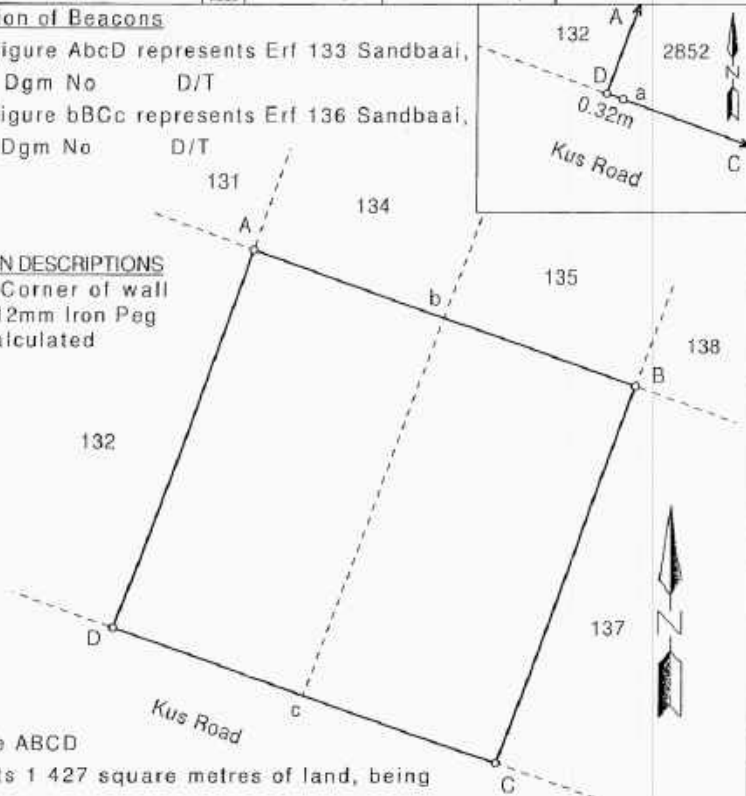 on of Beacons
igure AbcD represents Erf 133 Sandbaai,
Dgm No D/T
igure bBCc represents Erf 136 Sandbaai,
Dgm No D/T
A
132
2852
N
D
a
0.32m
Kus Road
C
131
134
A
N DESCRIPTIONS
Corner of wall
12mm Iron Peg
alculated
135
b
138
B
132
137
N
D
c
Kus Road
e ABCD
ts 1 427 square metres of land, being
C